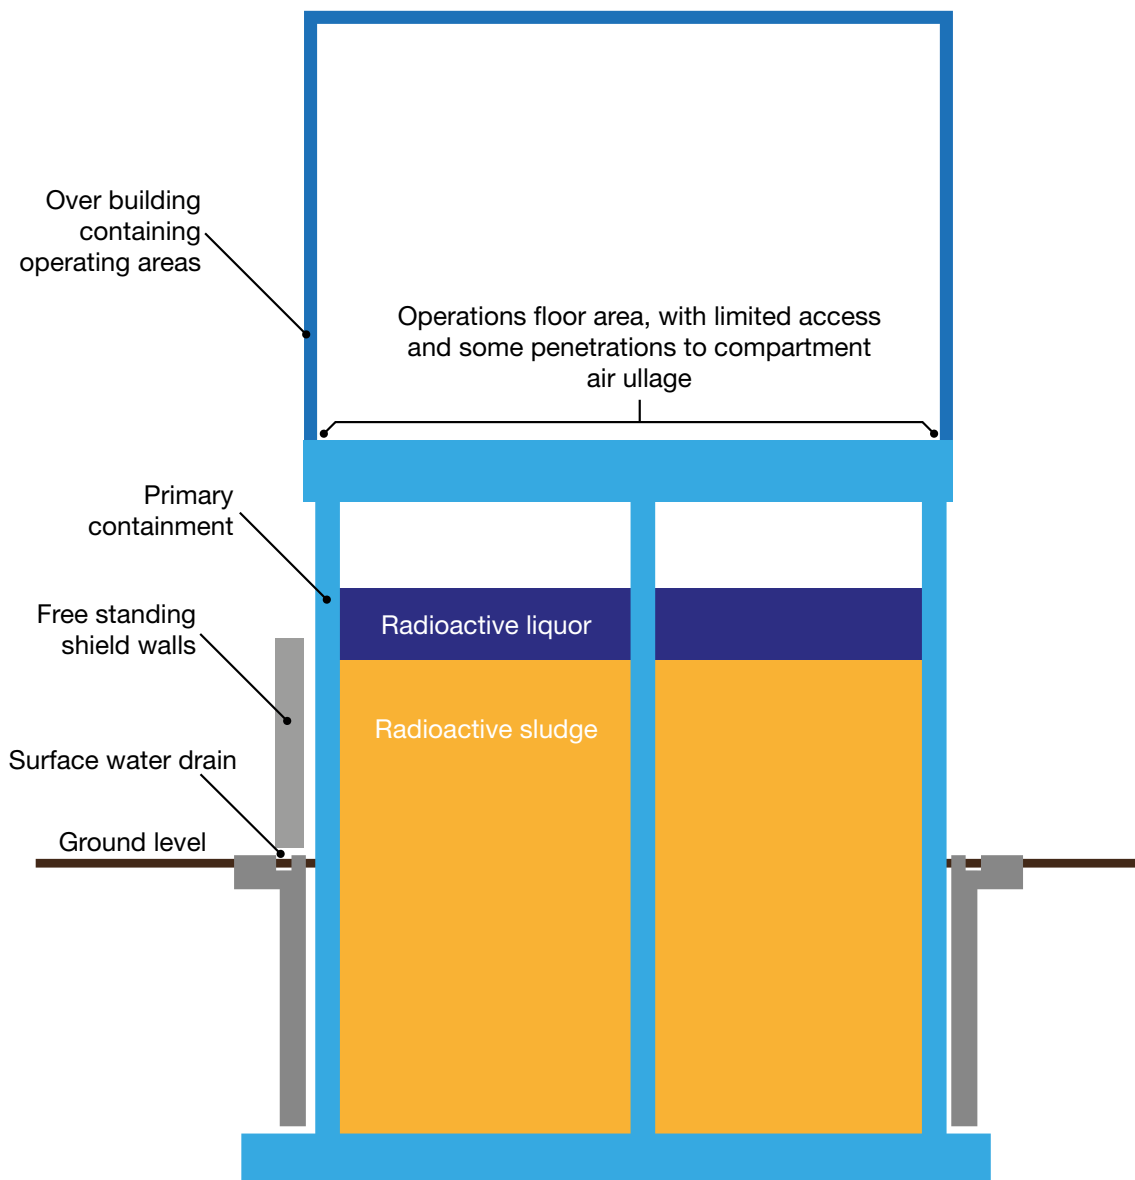 Over building
containing
operating areas
Operations floor area, with limited access
and some penetrations to compartment
air ullage
Primary
containment
Free standing
shield walls
Radioactive liquor
Radioactive sludge
Surface water drain
Ground level